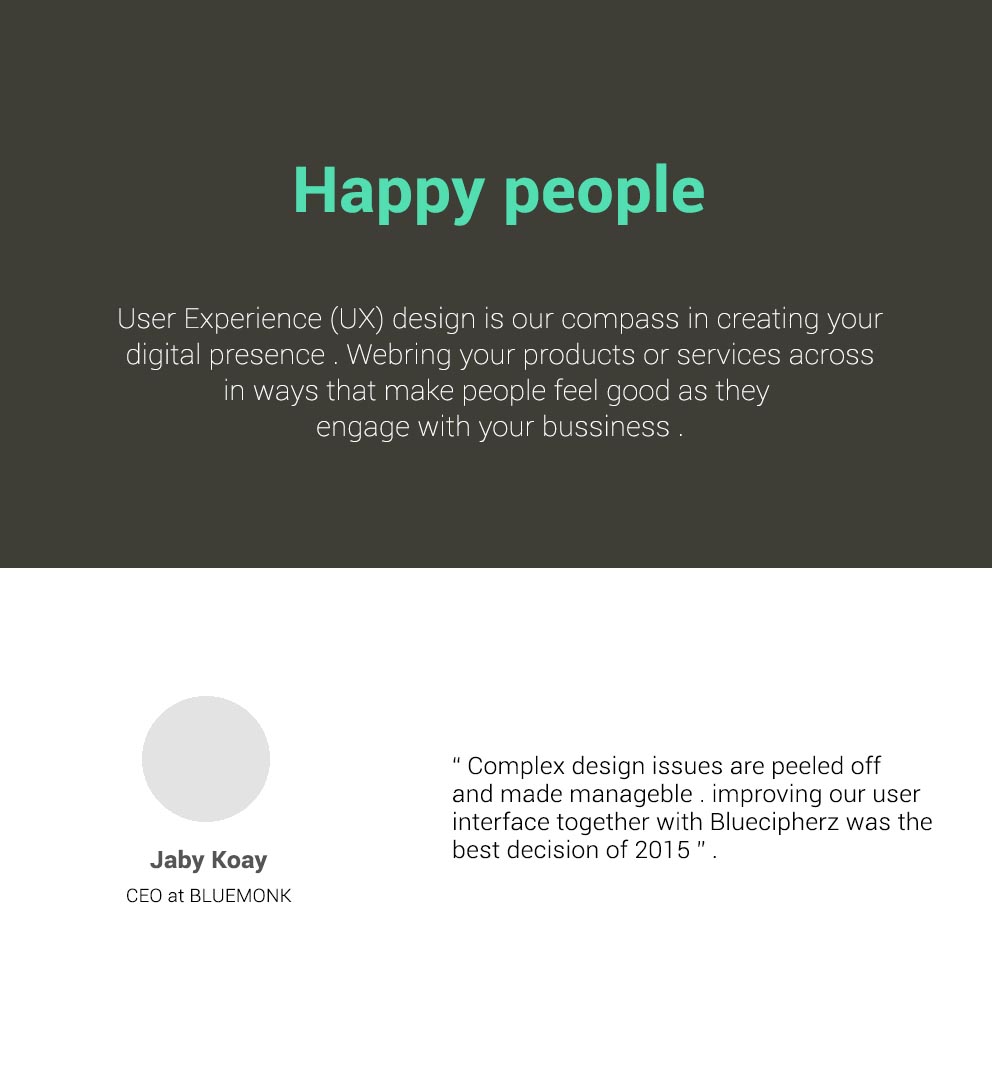 Happy people
User Experience (UX) design is our compass in creating your
digital presence . Webring your products or services across
in ways that make people feel good as they
engage with your bussiness .
“ Complex design issues are peeled off
and made manageble . improving our user
interface together with Bluecipherz was the
best decision of 2015 ” .
Jaby Koay
CEO at BLUEMONK